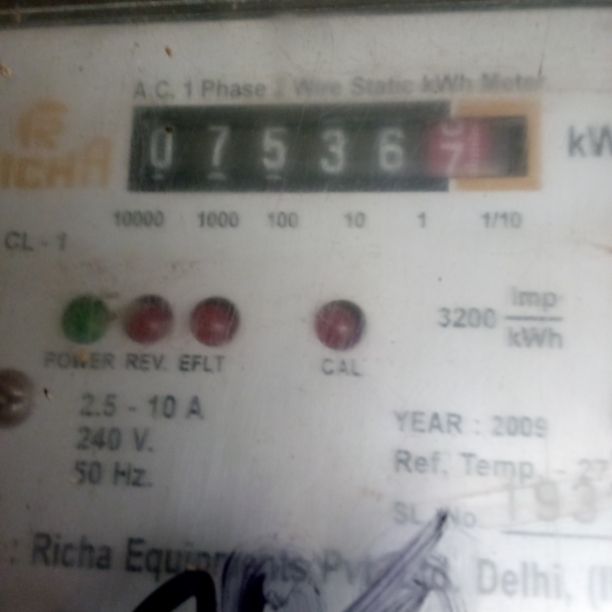 A.C. 1 Phase 2 Wire Static kWh Meter
RICHA
0 7 5 3 6 7
10000 1000 100 10 1 1/10
CL - 1
3200 imp
kWh
POWER REV. EFLT CAL
2.5 - 10 A
240 V.
50 Hz.
YEAR : 2009
Ref. Temp. - 27
SL. No
: Richa Equipments Pvt. Ltd. Delhi,